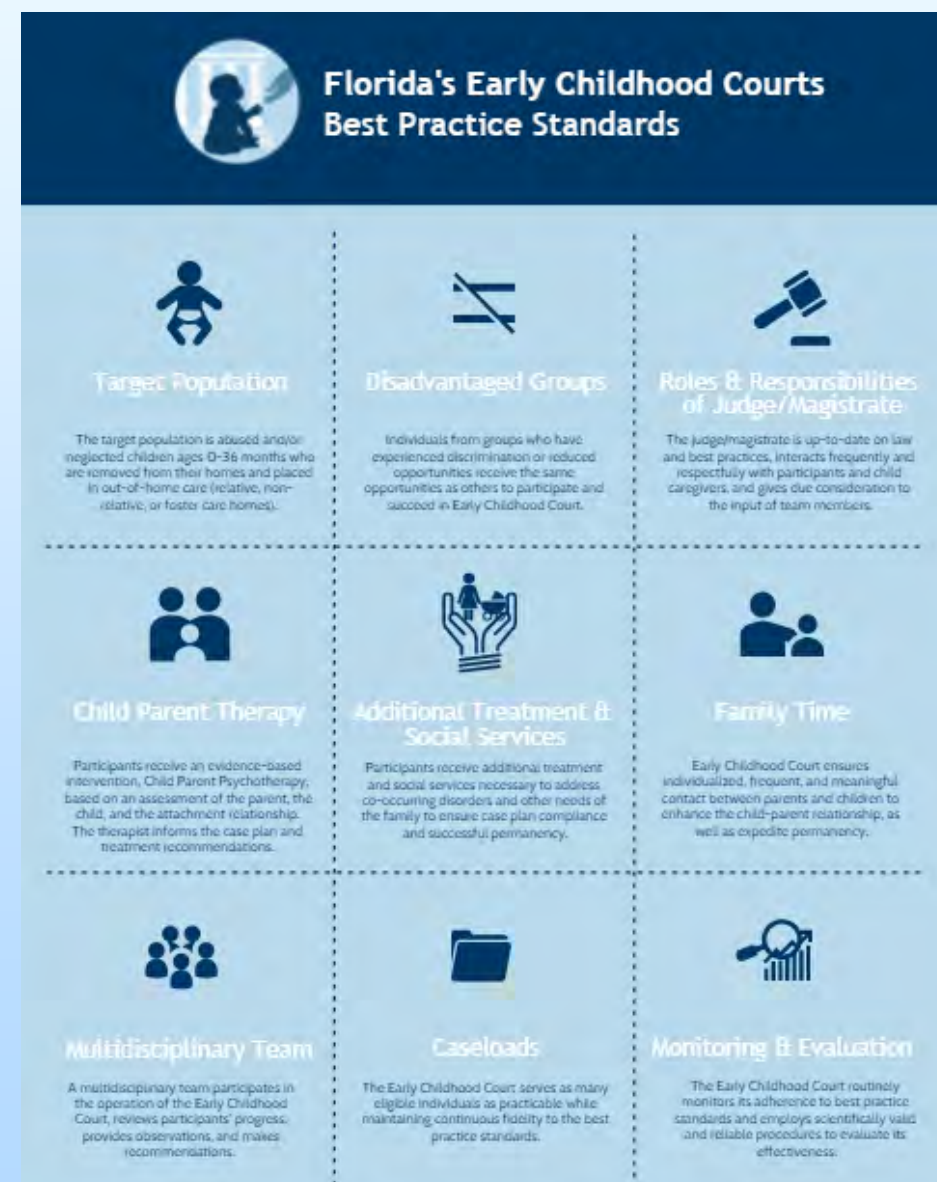 Florida's Early Childhood Courts
Best Practice Standards
Target Population
The target population is abused and/or
neglected children ages 0-36 months who
are removed from their homes and placed
in out-of-home care (relative, non-
relative, or foster care homes).
Disadvantaged Groups
Individuals from groups who have
experienced discrimination or reduced
opportunities receive the same
opportunities as others to participate and
succeed in Early Childhood Court.
Roles & Responsibilities
of Judge/Magistrate
The judge/magistrate is up-to-date on law
and best practices, interacts frequently and
respectfully with participants and child
caregivers, and gives due consideration to
the input of team members.
Child Parent Therapy
Participants receive an evidence-based
intervention, Child Parent Psychotherapy,
based on an assessment of the parent, the
child, and the attachment relationship.
The therapist informs the case plan and
treatment recommendations.
Additional Treatment &
Social Services
Participants receive additional treatment
and social services necessary to address
co-occurring disorders and other needs of
the family to ensure case plan compliance
and successful permanency.
Family Time
Early Childhood Court ensures
individualized, frequent, and meaningful
contact between parents and children to
enhance the child-parent relationship, as
well as expedite permanency.
Multidisciplinary Team
A multidisciplinary team participates in
the operation of the Early Childhood
Court, reviews participants' progress,
provides observations, and makes
recommendations.
Caseloads
The Early Childhood Court serves as many
eligible individuals as practicable while
maintaining continuous fidelity to the best
practice standards.
Monitoring & Evaluation
The Early Childhood Court routinely
monitors its adherence to best practice
standards and employs scientifically valid
and reliable procedures to evaluate its
effectiveness.